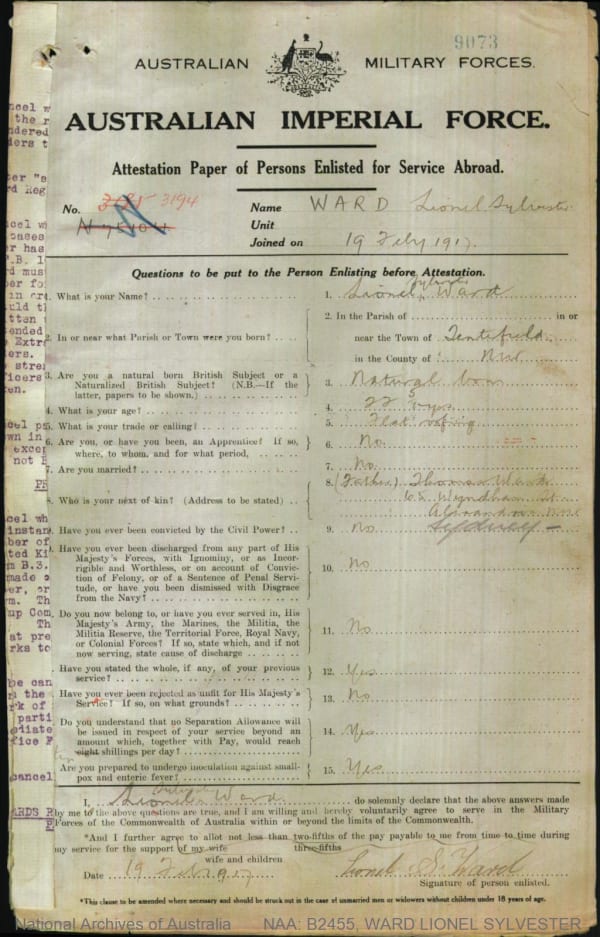 9073
AUSTRALIAN MILITARY FORCES.
AUSTRALIAN IMPERIAL FORCE.
Attestation Paper of Persons Enlisted for Service Abroad.
No. 3194
Name WARD Lionel Sylvester
Unit
Joined on 19 Feby 1917.
Questions to be put to the Person Enlisting before Attestation.
1. What is your Name?
1. Lionel Sylvester Ward
2. In or near what Parish or Town were you born?
2. In the Parish of in or
near the Town of Tenterfield
in the County of NSW
3. Are you a natural born British Subject or a
Naturalized British Subject? (N.B.—If the
latter, papers to be shown.)
3. Natural born
4. What is your age?
4.
5. What is your trade or calling?
5.
6. Are you, or have you been, an Apprentice? If so,
where, to whom, and for what period,
6. No
7. Are you married?
7. No
8. Who is your next of kin? (Address to be stated)
8. (Father) Thomas Ward
Wyndham St
Alexandria NSW
Sydney
9. Have you ever been convicted by the Civil Power?
9. No
10. Have you ever been discharged from any part of His
Majesty's Forces, with Ignominy, or as Incor-
rigible and Worthless, or on account of Convic-
tion of Felony, or of a Sentence of Penal Servi-
tude, or have you been dismissed with Disgrace
from the Navy?
10. No
Do you now belong to, or have you ever served in, His
Majesty's Army, the Marines, the Militia, the
Militia Reserve, the Territorial Force, Royal Navy,
or Colonial Forces? If so, state which, and if not
now serving, state cause of discharge
11. No
Have you stated the whole, if any, of your previous
service?
12. Yes
Have you ever been rejected as unfit for His Majesty's
Service? If so, on what grounds?
13. No
Do you understand that no Separation Allowance will
be issued in respect of your service beyond an
amount which, together with Pay, would reach
eight shillings per day?
14. Yes
Are you prepared to undergo inoculation against small-
pox and enteric fever?
15. Yes
I, Lionel Sylvester Ward do solemnly declare that the above answers made
by me to the above questions are true, and I am willing and hereby voluntarily agree to serve in the Military
Forces of the Commonwealth of Australia within or beyond the limits of the Commonwealth.
*And I further agree to allot not less than two-fifths of the pay payable to me from time to time during
three-fifths
my service for the support of my wife
wife and children
Date 19 Feb 1917
Lionel S. Ward
Signature of person enlisted.
*This clause to be amended where necessary and should be struck out in the case of unmarried men or widowers without children under 18 years of age.
National Archives of Australia NAA: B2455, WARD LIONEL SYLVESTER